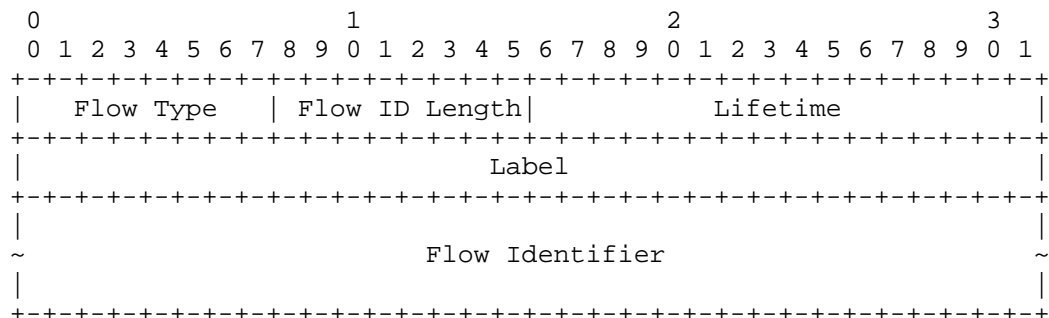 0                   1                   2                   3
 0 1 2 3 4 5 6 7 8 9 0 1 2 3 4 5 6 7 8 9 0 1 2 3 4 5 6 7 8 9 0 1
+-+-+-+-+-+-+-+-+-+-+-+-+-+-+-+-+-+-+-+-+-+-+-+-+-+-+-+-+-+-+-+-+
|   Flow Type   | Flow ID Length|           Lifetime            |
+-+-+-+-+-+-+-+-+-+-+-+-+-+-+-+-+-+-+-+-+-+-+-+-+-+-+-+-+-+-+-+-+
|                             Label                             |
+-+-+-+-+-+-+-+-+-+-+-+-+-+-+-+-+-+-+-+-+-+-+-+-+-+-+-+-+-+-+-+-+
|                                                               |
~                         Flow Identifier                       ~
|                                                               |
+-+-+-+-+-+-+-+-+-+-+-+-+-+-+-+-+-+-+-+-+-+-+-+-+-+-+-+-+-+-+-+-+